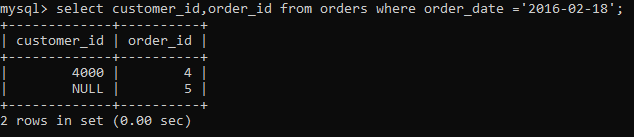 mysql> select customer_id,order_id from orders where order_date ='2016-02-18';
+-------------+----------+
| customer_id | order_id |
+-------------+----------+
|        4000 |        4 |
|        NULL |        5 |
+-------------+----------+
2 rows in set (0.00 sec)